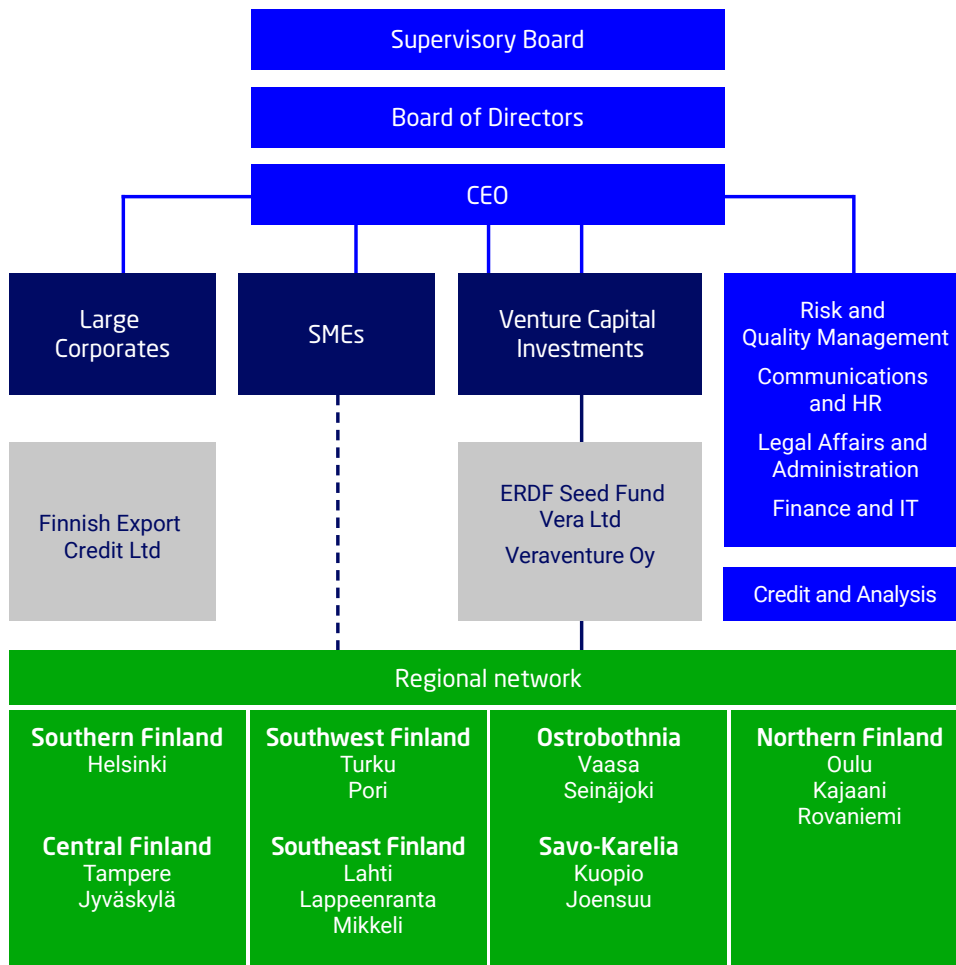 Supervisory Board
Board of Directors
CEO
Large
Corporates
SMEs
Venture Capital
Investments
Risk and
Quality Management
Communications
and HR
Legal Affairs and
Administration
Finance and IT
Finnish Export
Credit Ltd
ERDF Seed Fund
Vera Ltd
Veraventure Oy
Credit and Analysis
Regional network
Southern Finland
Helsinki
Central Finland
Tampere
Jyväskylä
Southwest Finland
Turku
Pori
Southeast Finland
Lahti
Lappeenranta
Mikkeli
Ostrobothnia
Vaasa
Seinäjoki
Savo-Karelia
Kuopio
Joensuu
Northern Finland
Oulu
Kajaani
Rovaniemi